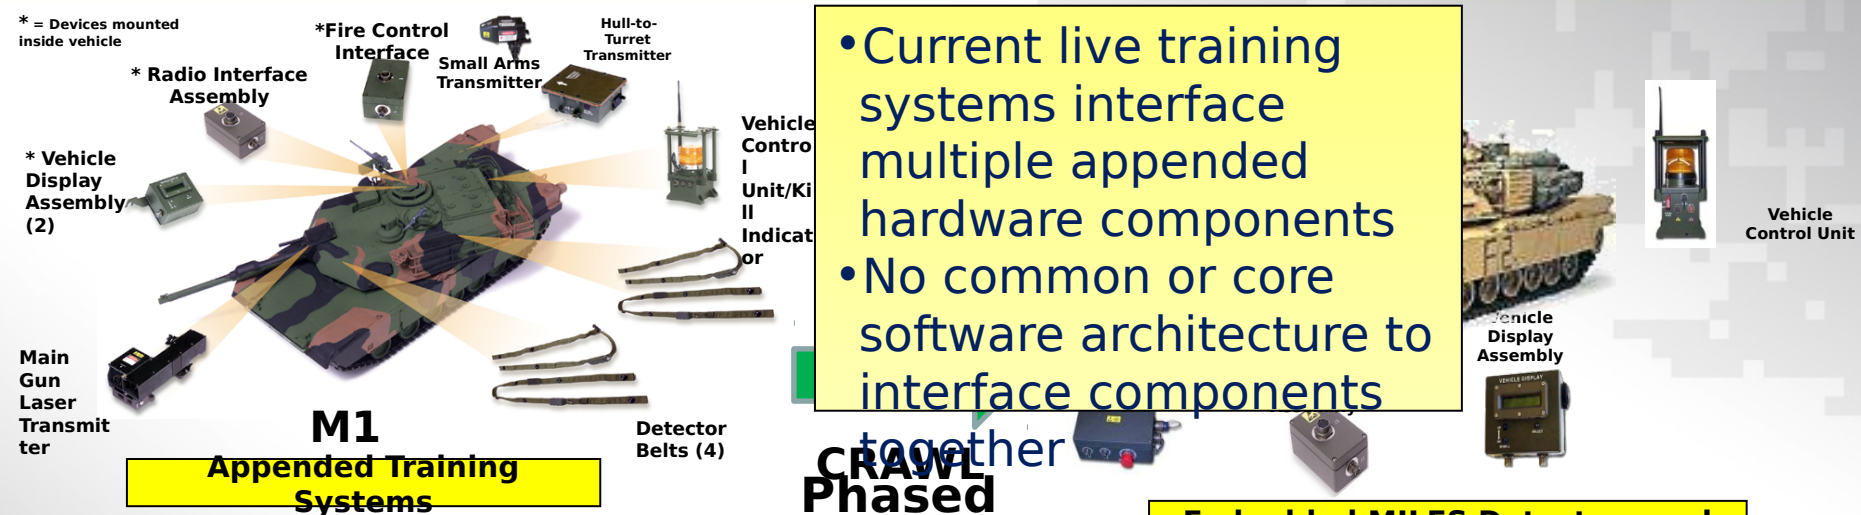 * = Devices mounted
inside vehicle
*Fire Control
Interface
Small Arms
Transmitter
Hull-to-
Turret
Transmitter
* Radio Interface
Assembly
* Vehicle
Display
Assembly
(2)
Vehicle
Contro
l
Unit/Ki
ll
Indicat
or
Main
Gun
Laser
Transmit
ter
M1
Detector
Belts (4)
Appended Training
Systems
•Current live training
systems interface
multiple appended
hardware components
•No common or core
software architecture to
interface components
together
CRAWL
Phased
Vehicle
Control Unit
Vehicle
Display
Assembly
VEHICLE DISPLAY